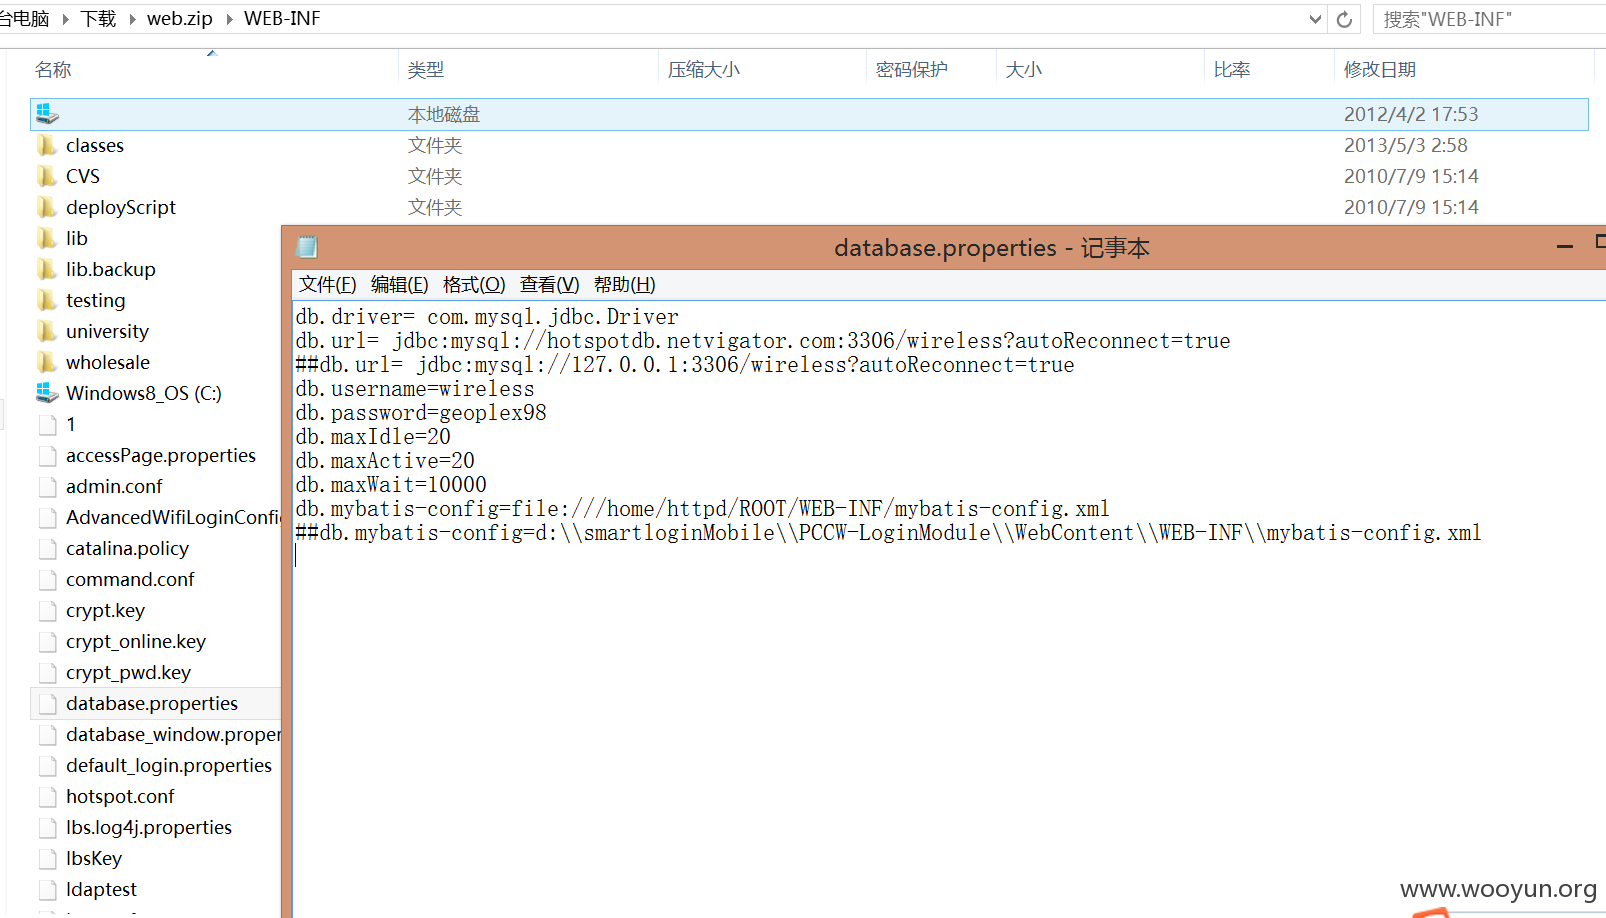 台电脑 下载 web.zip WEB-INF 搜索"WEB-INF"
名称 类型 压缩大小 密码保护 大小 比率 修改日期
本地磁盘 2012/4/2 17:53
classes 文件夹 2013/5/3 2:58
CVS 文件夹 2010/7/9 15:14
deployScript 文件夹 2010/7/9 15:14
lib
lib.backup
testing
university
wholesale
Windows8_OS (C:)
1
accessPage.properties
admin.conf
AdvancedWifiLoginConfi
catalina.policy
command.conf
crypt.key
crypt_online.key
crypt_pwd.key
database.properties
database_window.proper
default_login.properties
hotspot.conf
lbs.log4j.properties
lbsKey
ldaptest
database.properties - 记事本
文件(F) 编辑(E) 格式(O) 查看(V) 帮助(H)
db.driver= com.mysql.jdbc.Driver
db.url= jdbc:mysql://hotspotdb.netvigator.com:3306/wireless?autoReconnect=true
##db.url= jdbc:mysql://127.0.0.1:3306/wireless?autoReconnect=true
db.username=wireless
db.password=geoplex98
db.maxIdle=20
db.maxActive=20
db.maxWait=10000
db.mybatis-config=file:///home/httpd/ROOT/WEB-INF/mybatis-config.xml
##db.mybatis-config=d:\\smartloginMobile\\PCCW-LoginModule\\WebContent\\WEB-INF\\mybatis-config.xml
www.wooyun.org